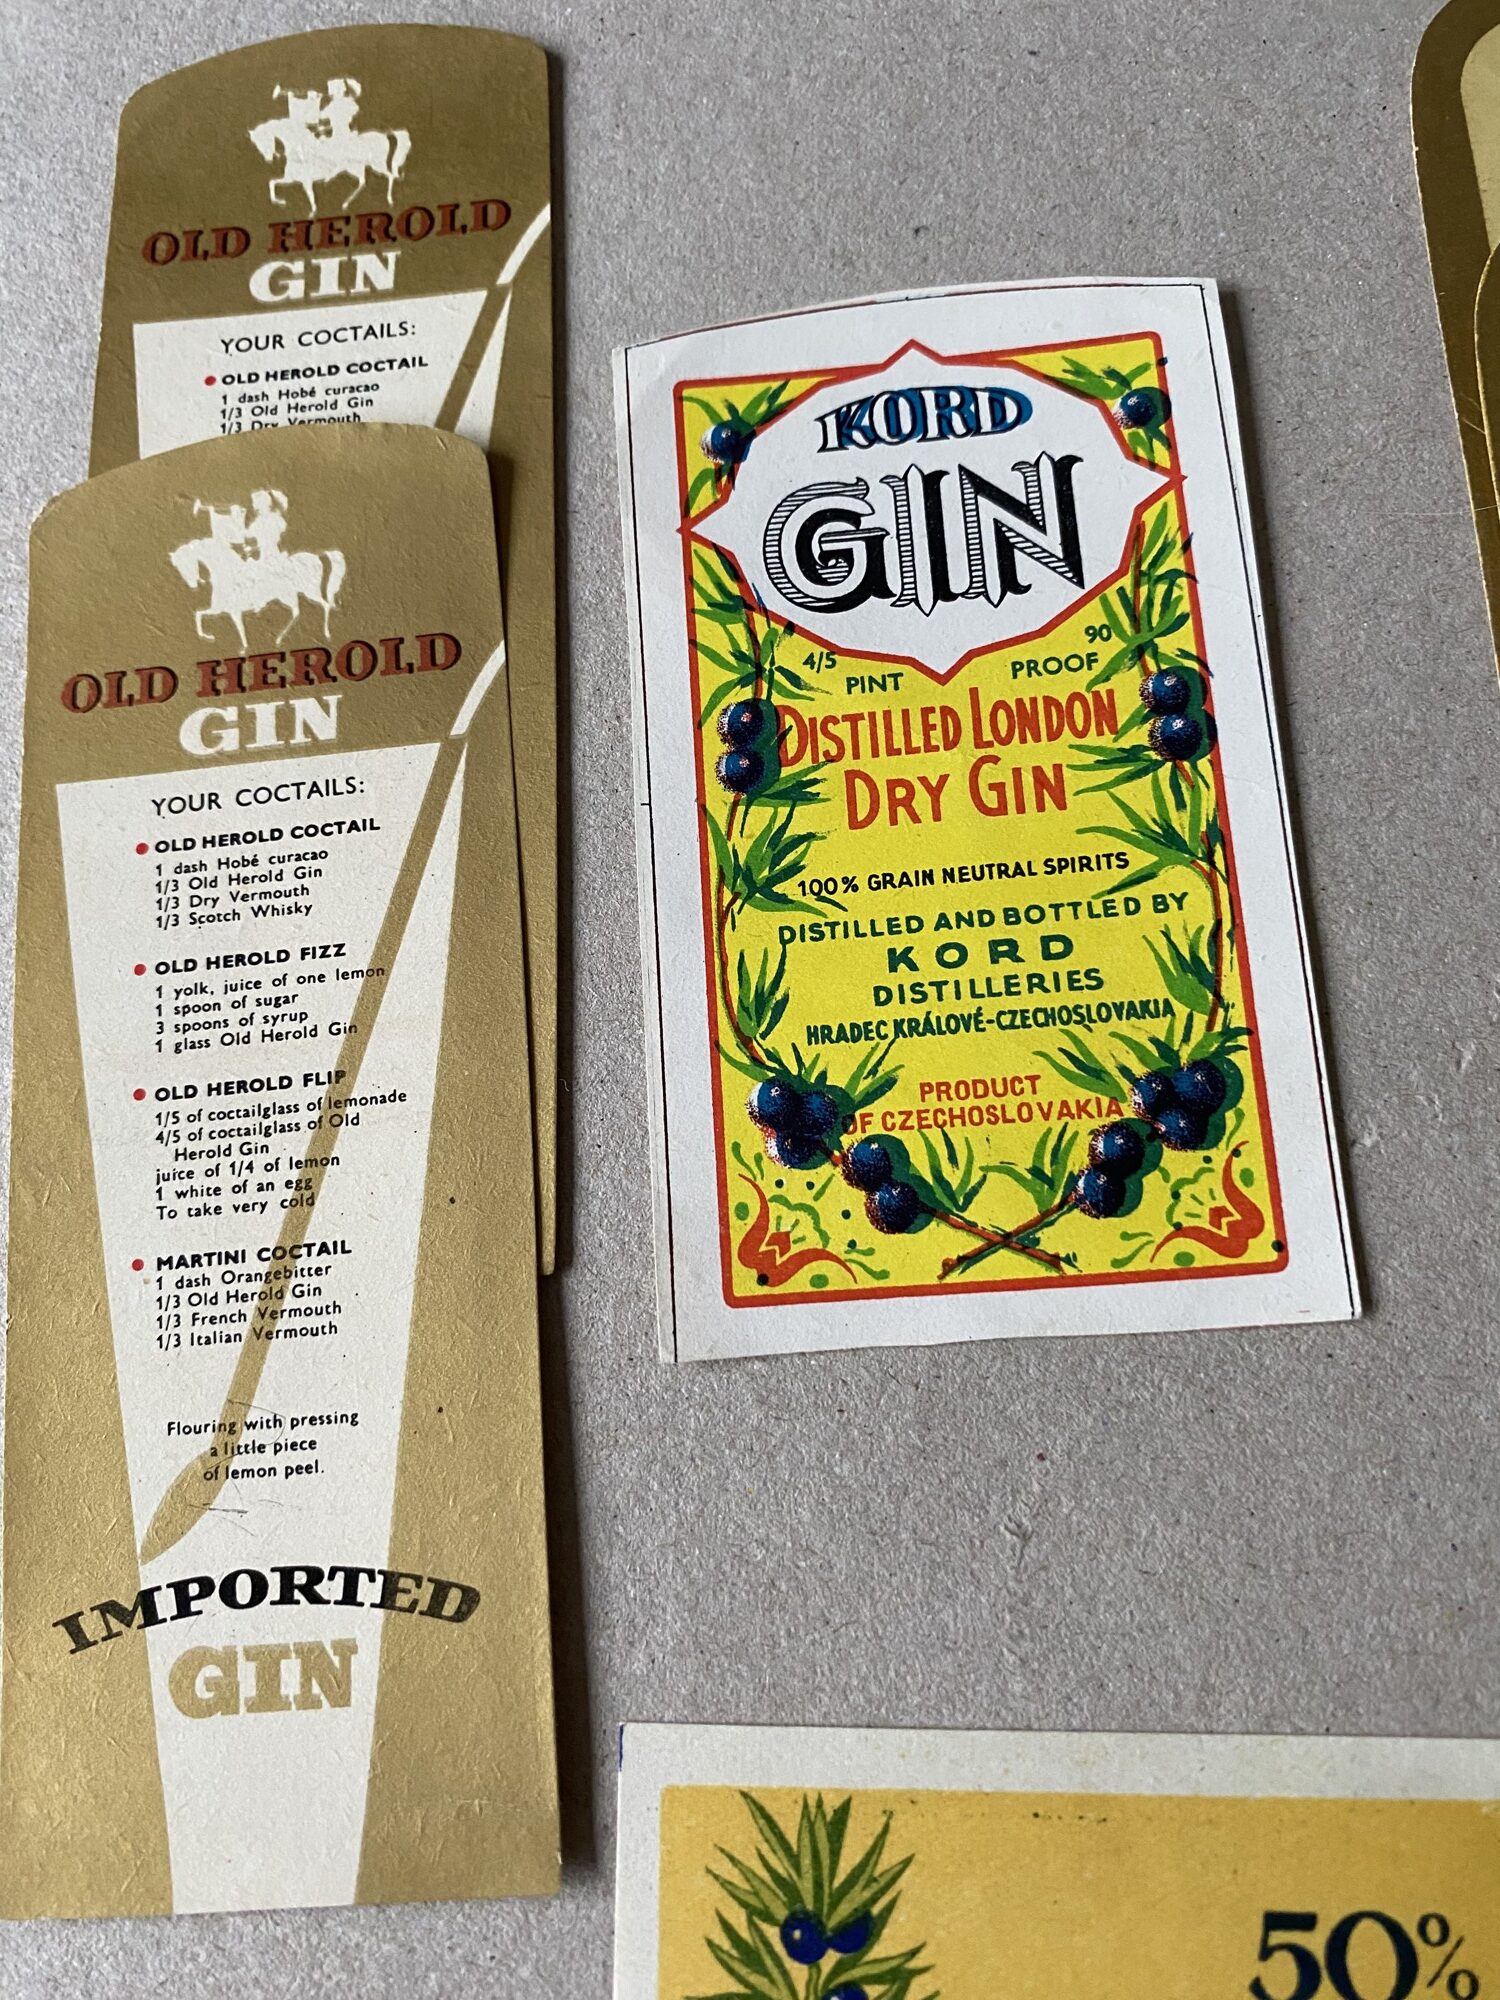 OLD HEROLD
GIN
YOUR COCTAILS:
OLD HEROLD COCTAIL
1 dash Hobé curacao
1/3 Old Herold Gin
1/3 Dry Vermouth
OLD HEROLD
GIN
YOUR COCTAILS:
OLD HEROLD COCTAIL
1 dash Hobé curacao
1/3 Old Herold Gin
1/3 Dry Vermouth
1/3 Scotch Whisky
OLD HEROLD FIZZ
1 yolk, juice of one lemon
1 spoon of sugar
3 spoons of syrup
1 glass Old Herold Gin
OLD HEROLD FLIP
1/5 of coctailglass of lemonade
4/5 of coctailglass of Old
Herold Gin
juice of 1/4 of lemon
1 white of an egg
To take very cold
MARTINI COCTAIL
1 dash Orangebitter
1/3 Old Herold Gin
1/3 French Vermouth
1/3 Italian Vermouth
Flouring with pressing
a little piece
of lemon peel.
IMPORTED
GIN
KORD
GIN
4/5 PINT
90 PROOF
DISTILLED LONDON
DRY GIN
100% GRAIN NEUTRAL SPIRITS
DISTILLED AND BOTTLED BY
KORD
DISTILLERIES
HRADEC KRÁLOVÉ-CZECHOSLOVAKIA
PRODUCT
OF CZECHOSLOVAKIA
50%